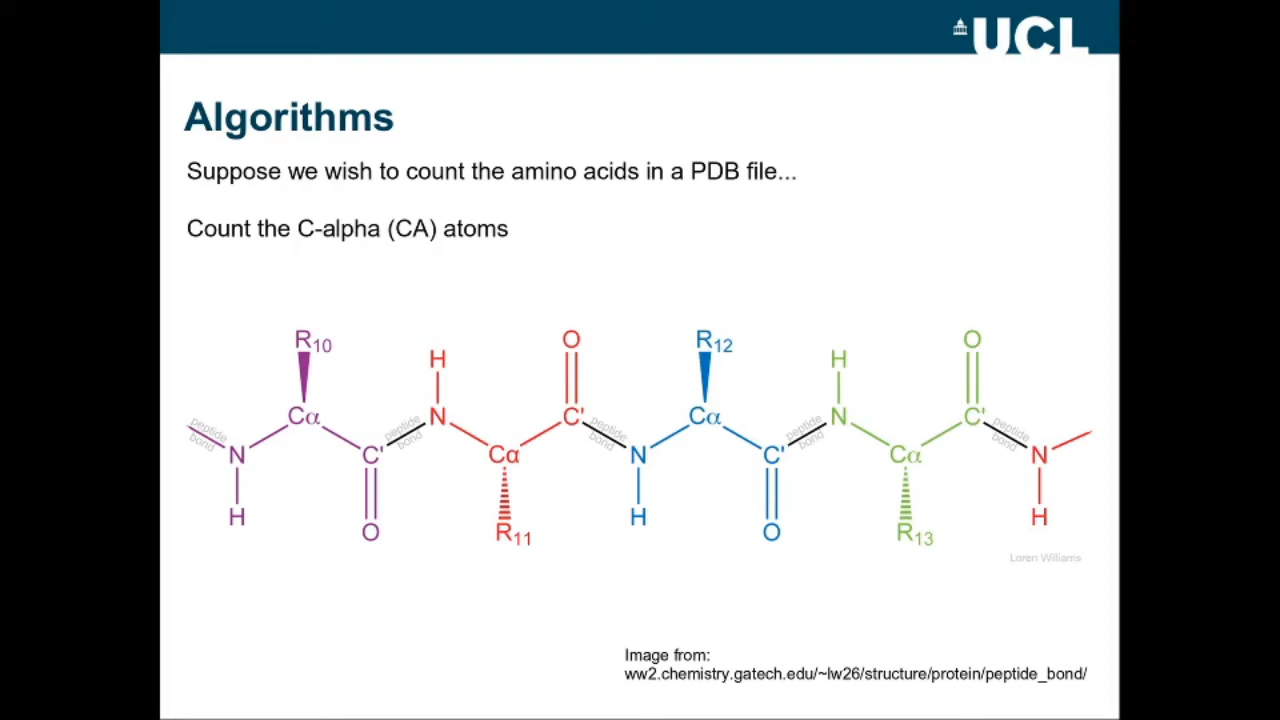 UCL
Algorithms
Suppose we wish to count the amino acids in a PDB file...
Count the C-alpha (CA) atoms
R10 O R12 O
H H
Cα N C' Cα N C'
peptide bond peptide bond peptide bond peptide bond peptide bond
N C' Cα N C' Cα N
H H H
O R11 O R13
Loren Williams
Image from:
ww2.chemistry.gatech.edu/~lw26/structure/protein/peptide_bond/